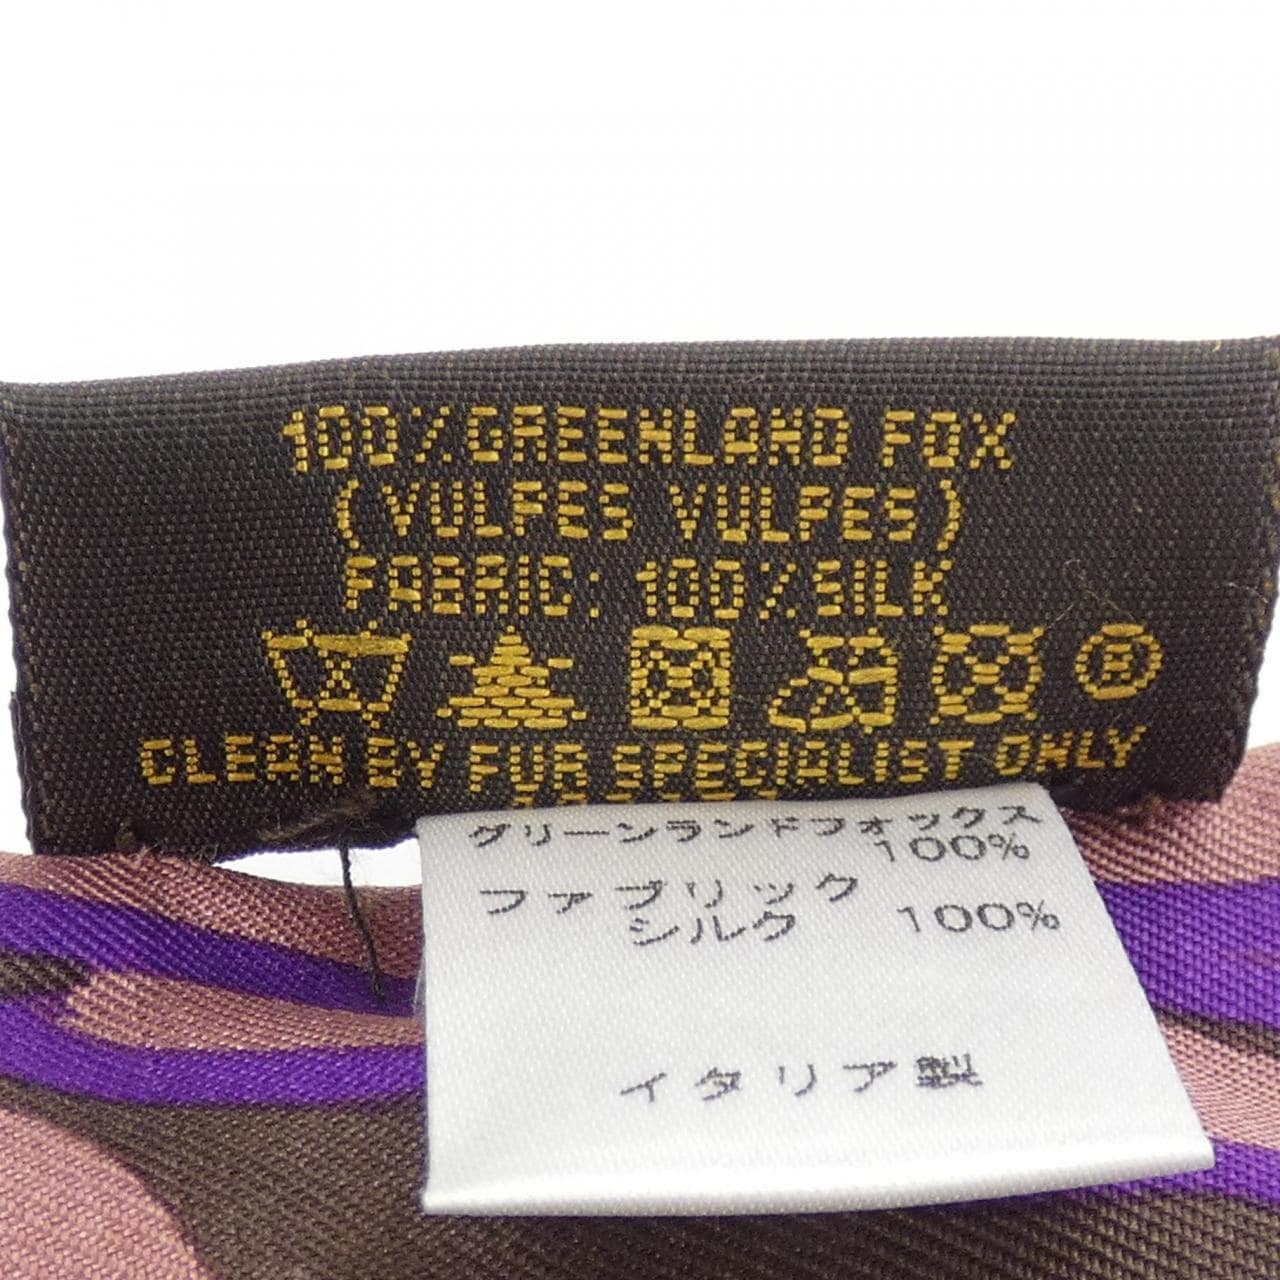 100% GREENLAND FOX
(VULPES VULPES)
FABRIC: 100% SILK
®
CLEAN BY FUR SPECIALIST ONLY
グリーンランドフォックス
100%
ファブリック
シルク 100%
イタリア製